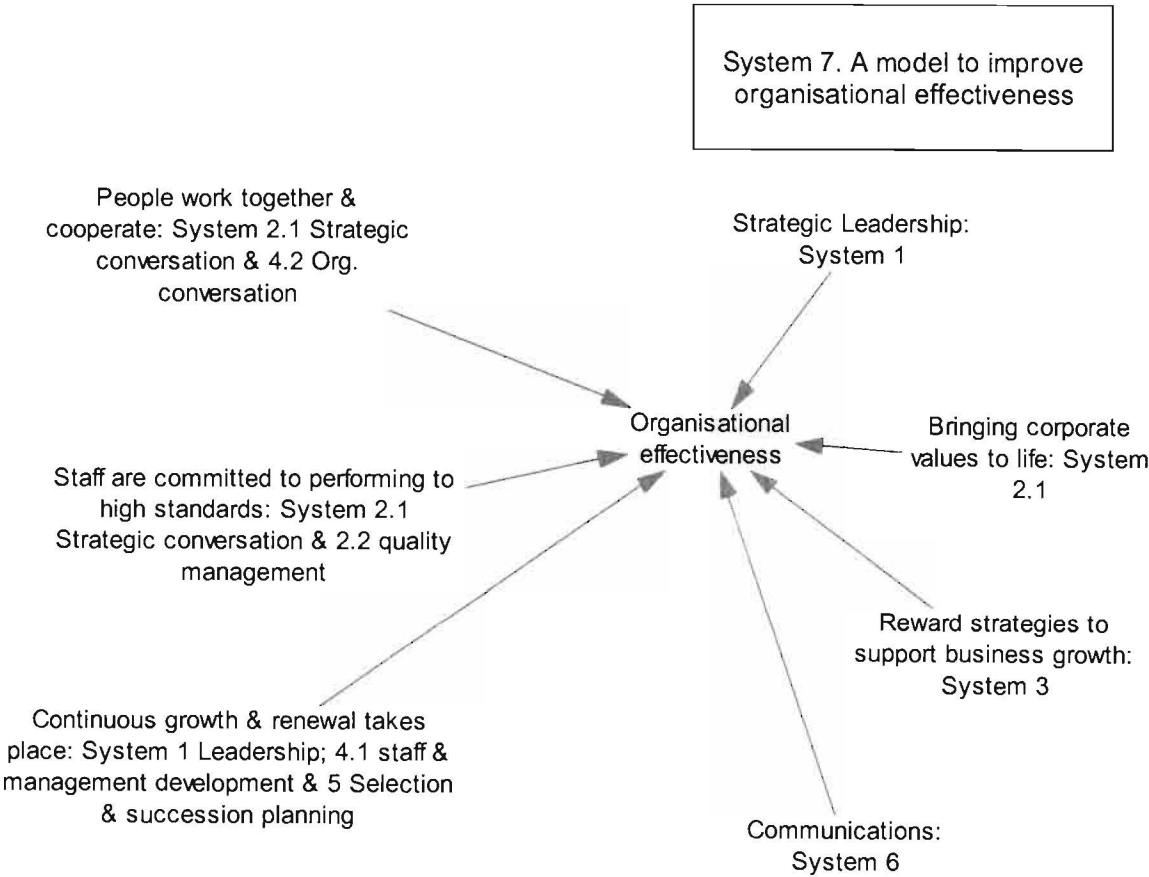 System 7. A model to improve
organisational effectiveness
People work together &
cooperate: System 2.1 Strategic
conversation & 4.2 Org.
conversation
Strategic Leadership:
System 1
Organisational
effectiveness
Bringing corporate
values to life: System
2.1
Staff are committed to performing to
high standards: System 2.1
Strategic conversation & 2.2 quality
management
Reward strategies to
support business growth:
System 3
Continuous growth & renewal takes
place: System 1 Leadership; 4.1 staff &
management development & 5 Selection
& succession planning
Communications:
System 6